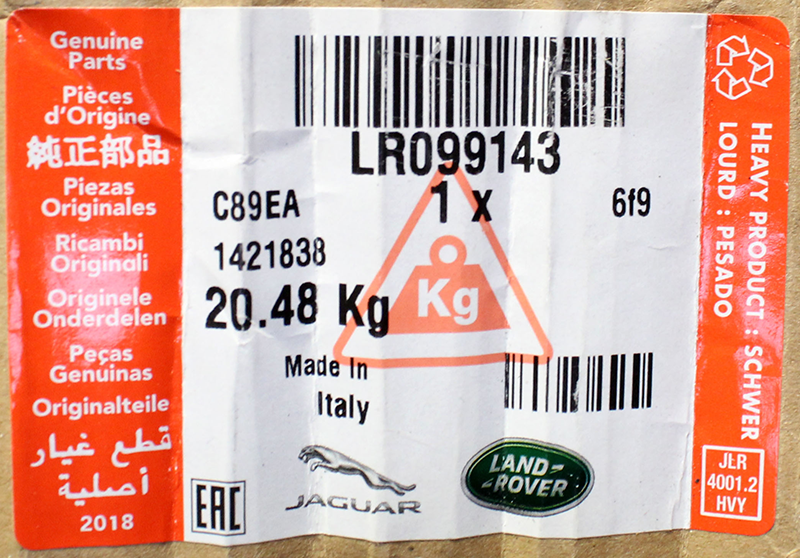 Genuine
Parts
Pièces
d'Origine
純正部品
Piezas
Originales
Ricambi
Originali
Originele
Onderdelen
Peças
Genuinas
Originalteile
قطع غيار
أصلية
2018
LR099143
C89EA
1 x
6f9
1421838
20.48 Kg
Kg
Made In
Italy
EAC
JAGUAR
LAND-
ROVER
HEAVY PRODUCT : SCHWER
LOURD : PESADO
JLR
4001.2
HVY